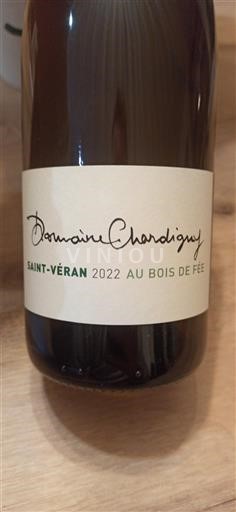 Domaine Chardigny
VINIOU
SAINT-VÉRAN 2022 AU BOIS DE FÉE